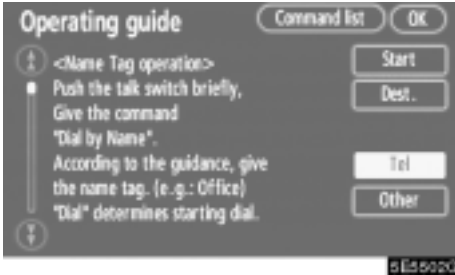 Operating guide
Command list
OK
<Name Tag operation>
Push the talk switch briefly,
Give the command
"Dial by Name".
According to the guidance, give
the name tag. (e.g.: Office)
"Dial" determines starting dial.
Start
Dest.
Tel
Other
5E5502C